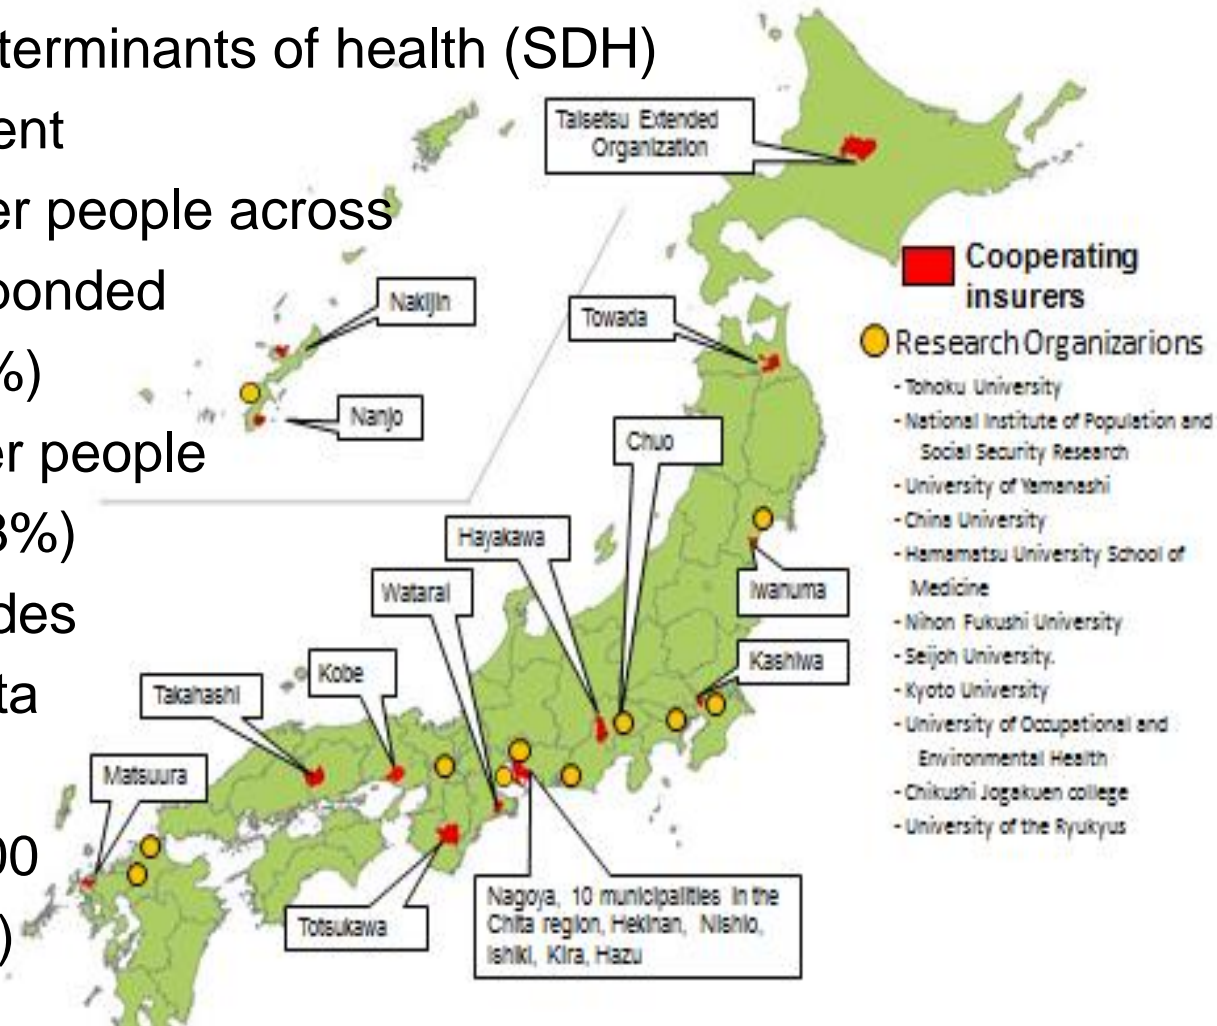 terminants of health (SDH)
ent
er people across
onded
%)
er people
8%)
des
ta
00
)
Taisetsu Extended
Organization
Nakijin
Nanjo
Towada
Chuo
Hayakawa
Watarai
Iwanuma
Kashiwa
Kobe
Takahashi
Matsuura
Totsukawa
Nagoya, 10 municipalities in the
Chita region, Hekinan, Nishio,
Ishiki, Kira, Hazu
Cooperating
insurers
Research Organizarions
- Tohoku University
- National Institute of Population and
Social Security Research
- University of Yamanashi
- China University
- Hamamatsu University School of
Medicine
- Nihon Fukushi University
- Seijoh University.
- Kyoto University
- University of Occupational and
Environmental Health
- Chikushi Jogakuen college
- University of the Ryukyus